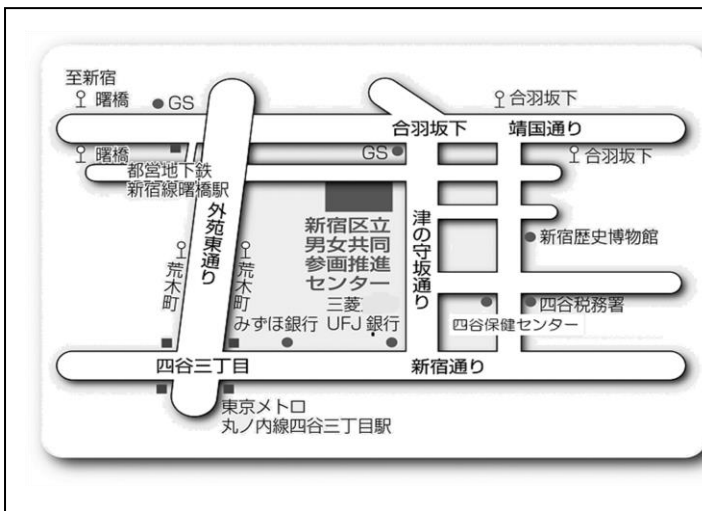 至新宿
曙橋
GS
合羽坂下
合羽坂下
靖国通り
曙橋
GS
合羽坂下
都営地下鉄
新宿線曙橋駅
外苑東通り
新宿区立
男女共同
参画推進
センター
津の守坂通り
新宿歴史博物館
荒木町
荒木町
三菱
みずほ銀行
UFJ 銀行
四谷税務署
四谷保健センター
四谷三丁目
新宿通り
東京メトロ
丸ノ内線四谷三丁目駅